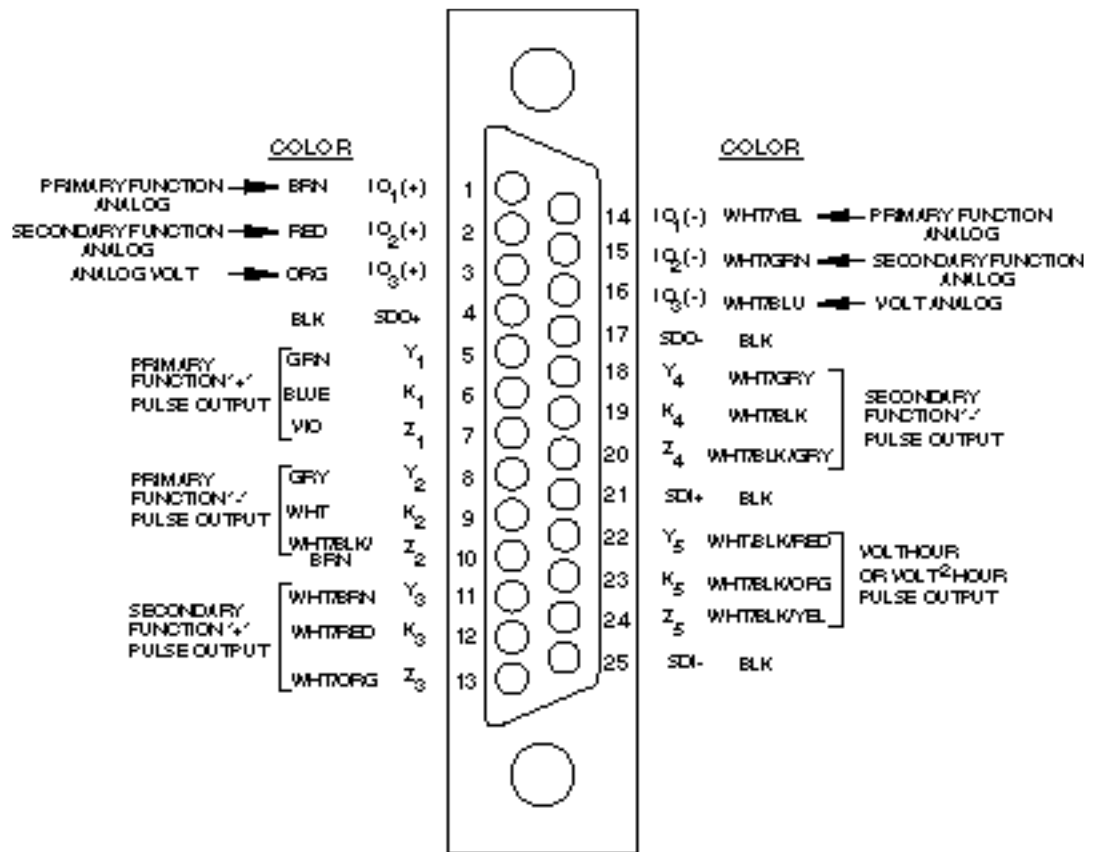 COLOR
PRIMARY FUNCTION ANALOG BRN IO1(+) 1
SECONDARY FUNCTION ANALOG RED IO2(+) 2
ANALOG VOLT ORG IO3(+) 3
BLK SDO+ 4
PRIMARY FUNCTION '+' PULSE OUTPUT
GRN Y1 5
BLUE K1 6
VIO Z1 7
PRIMARY FUNCTION '-' PULSE OUTPUT
GRY Y2 8
WHT K2 9
WHT/BLK/BRN Z2 10
SECONDARY FUNCTION '+' PULSE OUTPUT
WHT/BRN Y3 11
WHT/RED K3 12
WHT/ORG Z3 13
COLOR
14 IO1(-) WHT/YEL PRIMARY FUNCTION ANALOG
15 IO2(-) WHT/GRN SECONDARY FUNCTION ANALOG
16 IO3(-) WHT/BLU VOLT ANALOG
17 SDO- BLK
18 Y4 WHT/GRY
19 K4 WHT/BLK
20 Z4 WHT/BLK/GRY
SECONDARY FUNCTION '-' PULSE OUTPUT
21 SDI+ BLK
22 Y5 WHT.BLK/RED
23 K5 WHT/BLK/ORG
24 Z5 WHT/BLK/YEL
VOLTHOUR OR VOLT2HOUR PULSE OUTPUT
25 SDI- BLK